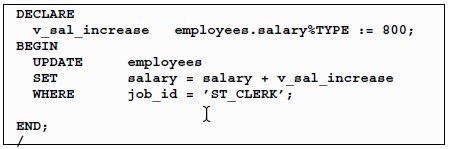 DECLARE
v_sal_increase employees.salary%TYPE := 800;
BEGIN
UPDATE employees
SET salary = salary + v_sal_increase
WHERE job_id = ’ST_CLERK’;
END;
/